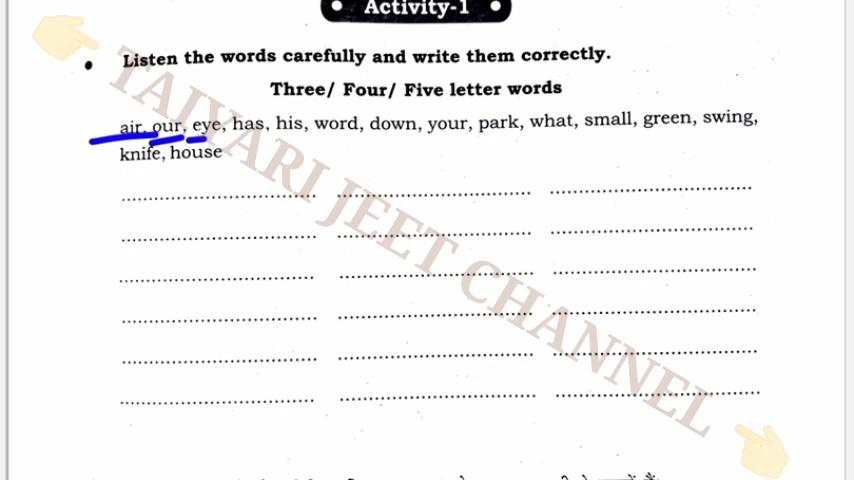 Activity-1
• Listen the words carefully and write them correctly.
Three/ Four/ Five letter words
air, our, eye, has, his, word, down, your, park, what, small, green, swing,
knife, house
TAIYARI JEET CHANNEL